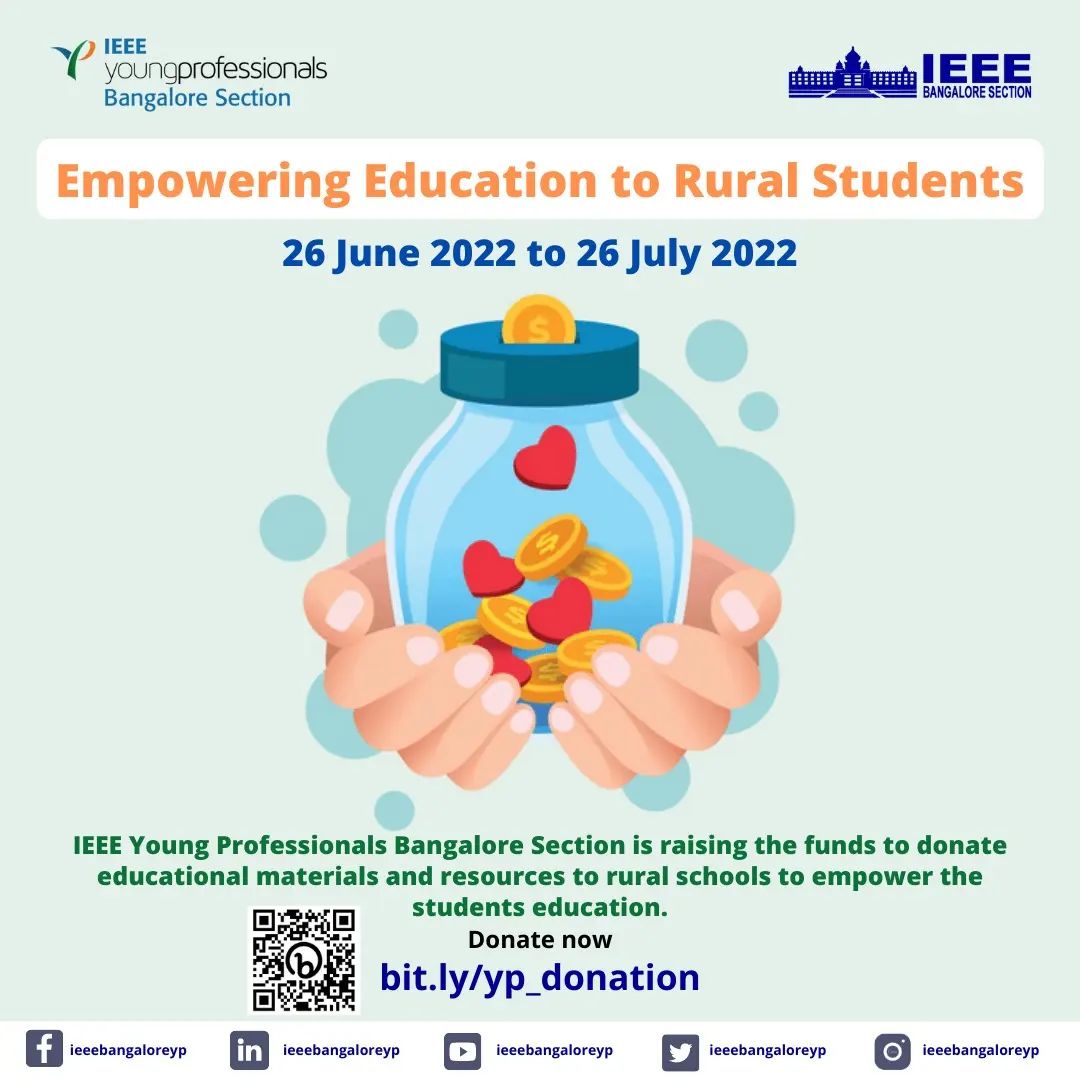 IEEE
youngprofessionals
Bangalore Section
IEEE
BANGALORE SECTION
Empowering Education to Rural Students
26 June 2022 to 26 July 2022
IEEE Young Professionals Bangalore Section is raising the funds to donate
educational materials and resources to rural schools to empower the
students education.
Donate now
bit.ly/yp_donation
ieeebangaloreyp
ieeebangaloreyp
ieeebangaloreyp
ieeebangaloreyp
ieeebangaloreyp